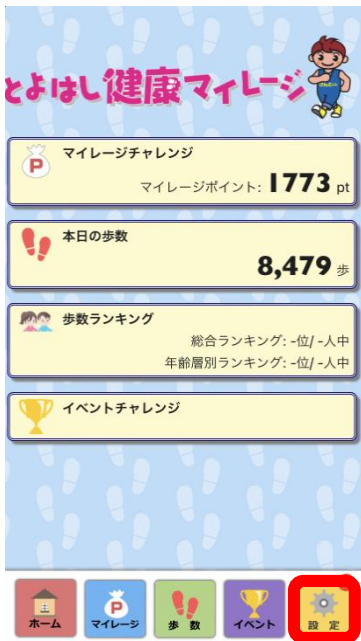 とよはし健康マイレージ
マイレージチャレンジ
P
マイレージポイント: 1773 pt
本日の歩数
8,479 歩
歩数ランキング
総合ランキング: -位/ -人中
年齢層別ランキング: -位/ -人中
イベントチャレンジ
P
ホーム マイレージ 歩 数 イベント 設 定